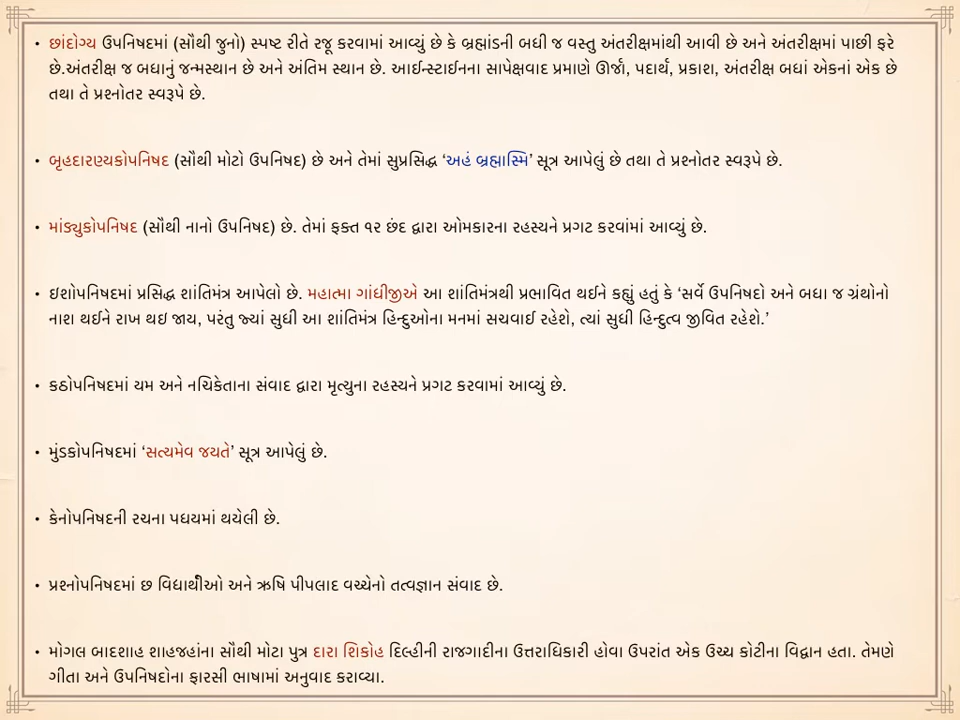 • છાંદોગ્ય ઉપનિષદમાં (સૌથી જુનો) સ્પષ્ટ રીતે રજૂ કરવામાં આવ્યું છે કે બ્રહ્માંડની બધી જ વસ્તુ અંતરીક્ષમાંથી આવી છે અને અંતરીક્ષમાં પાછી ફરે
છે.અંતરીક્ષ જ બધાનું જન્મસ્થાન છે અને અંતિમ સ્થાન છે. આઈન્સ્ટાઈનના સાપેક્ષવાદ પ્રમાણે ઊર્જા, પદાર્થ, પ્રકાશ, અંતરીક્ષ બધાં એકનાં એક છે
તથા તે પ્રશ્નોતર સ્વરૂપે છે.
• બૃહદારણ્યકોપનિષદ (સૌથી મોટો ઉપનિષદ) છે અને તેમાં સુપ્રસિદ્ધ ‘અહં બ્રહ્માસ્મિ’ સૂત્ર આપેલું છે તથા તે પ્રશ્નોતર સ્વરૂપે છે.
• માંડ્યુકોપનિષદ (સૌથી નાનો ઉપનિષદ) છે. તેમાં ફક્ત ૧૨ છંદ દ્વારા ઓમકારના રહસ્યને પ્રગટ કરવાંમાં આવ્યું છે.
• ઇશોપનિષદમાં પ્રસિદ્ધ શાંતિમંત્ર આપેલો છે. મહાત્મા ગાંધીજીએ આ શાંતિમંત્રથી પ્રભાવિત થઈને કહ્યું હતું કે ‘સર્વે ઉપનિષદો અને બધા જ ગ્રંથોનો
નાશ થઈને રાખ થઇ જાય, પરંતુ જ્યાં સુધી આ શાંતિમંત્ર હિન્દુઓના મનમાં સચવાઈ રહેશે, ત્યાં સુધી હિન્દુત્વ જીવિત રહેશે.’
• કઠોપનિષદમાં યમ અને નચિકેતાના સંવાદ દ્વારા મૃત્યુના રહસ્યને પ્રગટ કરવામાં આવ્યું છે.
• મુંડકોપનિષદમાં ‘સત્યમેવ જયતે’ સૂત્ર આપેલું છે.
• કેનોપનિષદની રચના પધયમાં થયેલી છે.
• પ્રશ્નોપનિષદમાં છ વિદ્યાર્થીઓ અને ઋષિ પીપલાદ વચ્ચેનો તત્વજ્ઞાન સંવાદ છે.
• મોગલ બાદશાહ શાહજહાંના સૌથી મોટા પુત્ર દારા શિકોહ દિલ્હીની રાજગાદીના ઉત્તરાધિકારી હોવા ઉપરાંત એક ઉચ્ચ કોટીના વિદ્વાન હતા. તેમણે
ગીતા અને ઉપનિષદોના ફારસી ભાષામાં અનુવાદ કરાવ્યા.